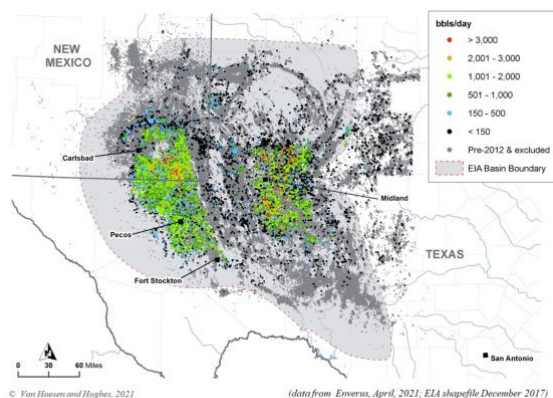 NEW
MEXICO
bbls/day
> 3,000
2,001 - 3,000
1,001 - 2,000
501 - 1,000
150 - 500
< 150
Pre-2012 & excluded
EIA Basin Boundary
Carlsbad
Midland
Pecos
TEXAS
Fort Stockton
San Antonio
0 30 60 Miles
© Van Hoesen and Hughes, 2021
(data from Enverus, April, 2021; EIA shapefile December 2017)